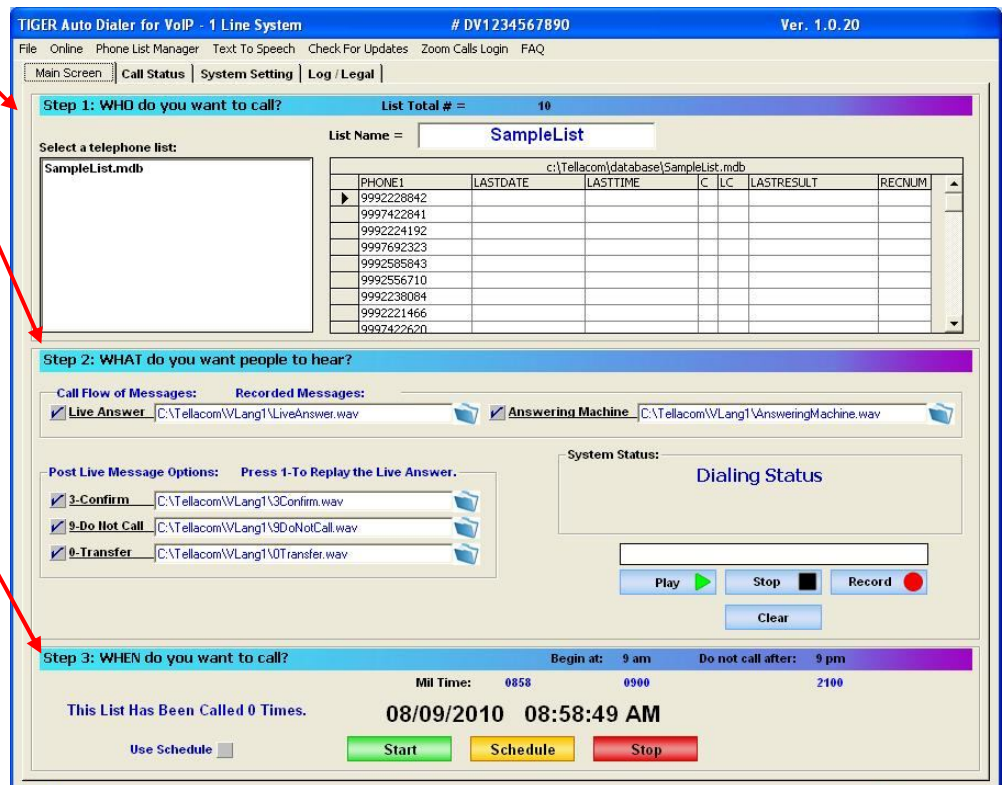 TIGER Auto Dialer for VoIP - 1 Line System # DV1234567890 Ver. 1.0.20
File Online Phone List Manager Text To Speech Check For Updates Zoom Calls Login FAQ
Main Screen Call Status System Setting Log / Legal
Step 1: WHO do you want to call? List Total # = 10
List Name = SampleList
Select a telephone list:
SampleList.mdb
c:\Tellacom\database\SampleList.mdb
PHONE1 LASTDATE LASTTIME C LC LASTRESULT RECNUM
9992228842
9997422841
9992224192
9997692323
9992585843
9992556710
9992238084
9992221466
9997422620
Step 2: WHAT do you want people to hear?
Call Flow of Messages: Recorded Messages:
Live Answer C:\Tellacom\VLang1\LiveAnswer.wav Answering Machine C:\Tellacom\VLang1\AnsweringMachine.wav
Post Live Message Options: Press 1-To Replay the Live Answer.
3-Confirm C:\Tellacom\VLang1\3Confirm.wav
9-Do Not Call C:\Tellacom\VLang1\9DoNotCall.wav
0-Transfer C:\Tellacom\VLang1\0Transfer.wav
System Status:
Dialing Status
Play Stop Record
Clear
Step 3: WHEN do you want to call? Begin at: 9 am Do not call after: 9 pm
Mil Time: 0858 0900 2100
This List Has Been Called 0 Times. 08/09/2010 08:58:49 AM
Use Schedule Start Schedule Stop